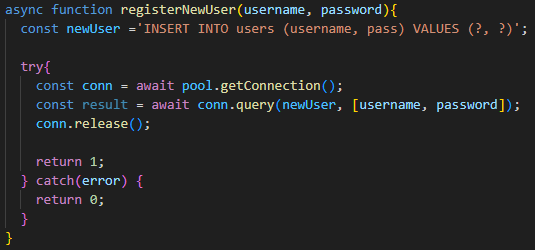 async function registerNewUser(username, password){
  const newUser ='INSERT INTO users (username, pass) VALUES (?, ?)';

  try{
    const conn = await pool.getConnection();
    const result = await conn.query(newUser, [username, password]);
    conn.release();

    return 1;
  } catch(error) {
    return 0;
  }
}